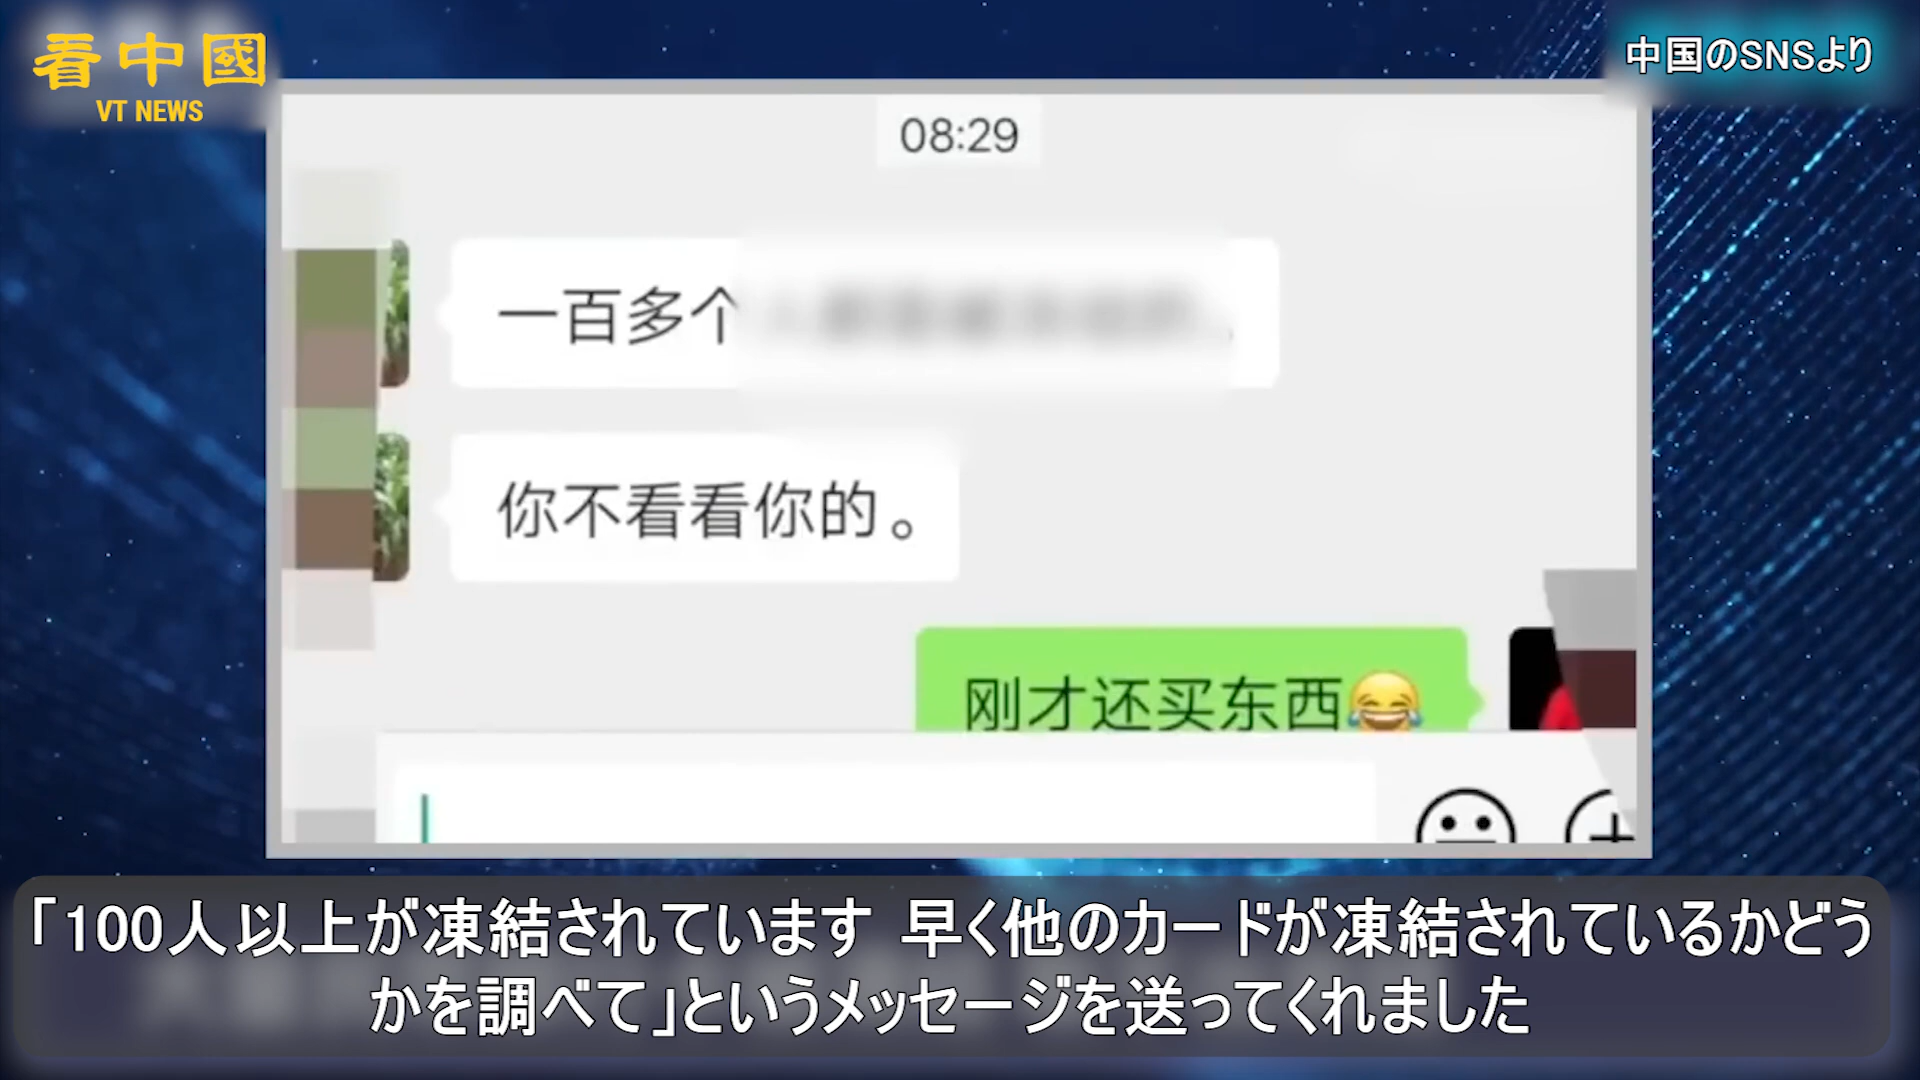 看中國
VT NEWS
中国のSNSより
08:29
一百多个
你不看看你的。
刚才还买东西😂
「100人以上が凍結されています 早く他のカードが凍結されているかどう
かを調べて」というメッセージを送ってくれました